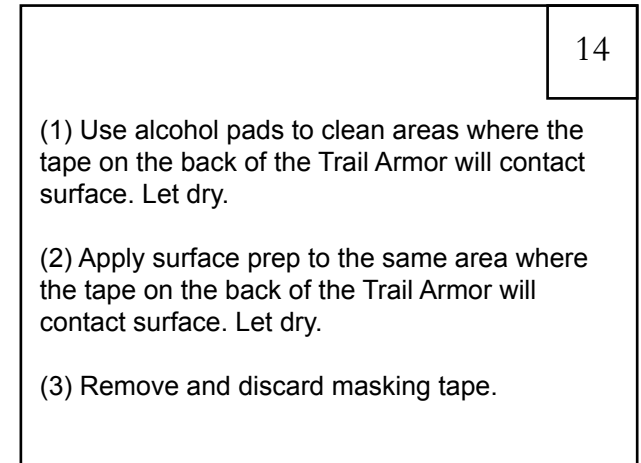 14
(1) Use alcohol pads to clean areas where the
tape on the back of the Trail Armor will contact
surface. Let dry.
(2) Apply surface prep to the same area where
the tape on the back of the Trail Armor will
contact surface. Let dry.
(3) Remove and discard masking tape.